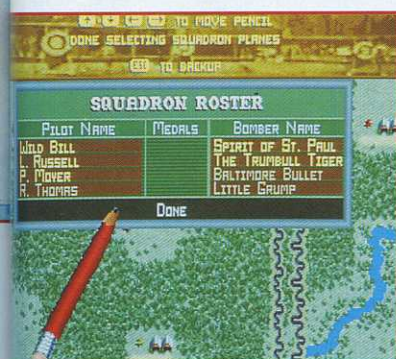 TO MOVE PENCIL
DONE SELECTING SQUADRON PLANES
ESC TO BACKUP
SQUADRON ROSTER
PILOT NAME MEDALS BOMBER NAME
WILD BILL SPIRIT OF ST. PAUL
L. RUSSELL THE TRUMBULL TIGER
P. MOYER BALTIMORE BULLET
R. THOMAS LITTLE GRUMP
DONE